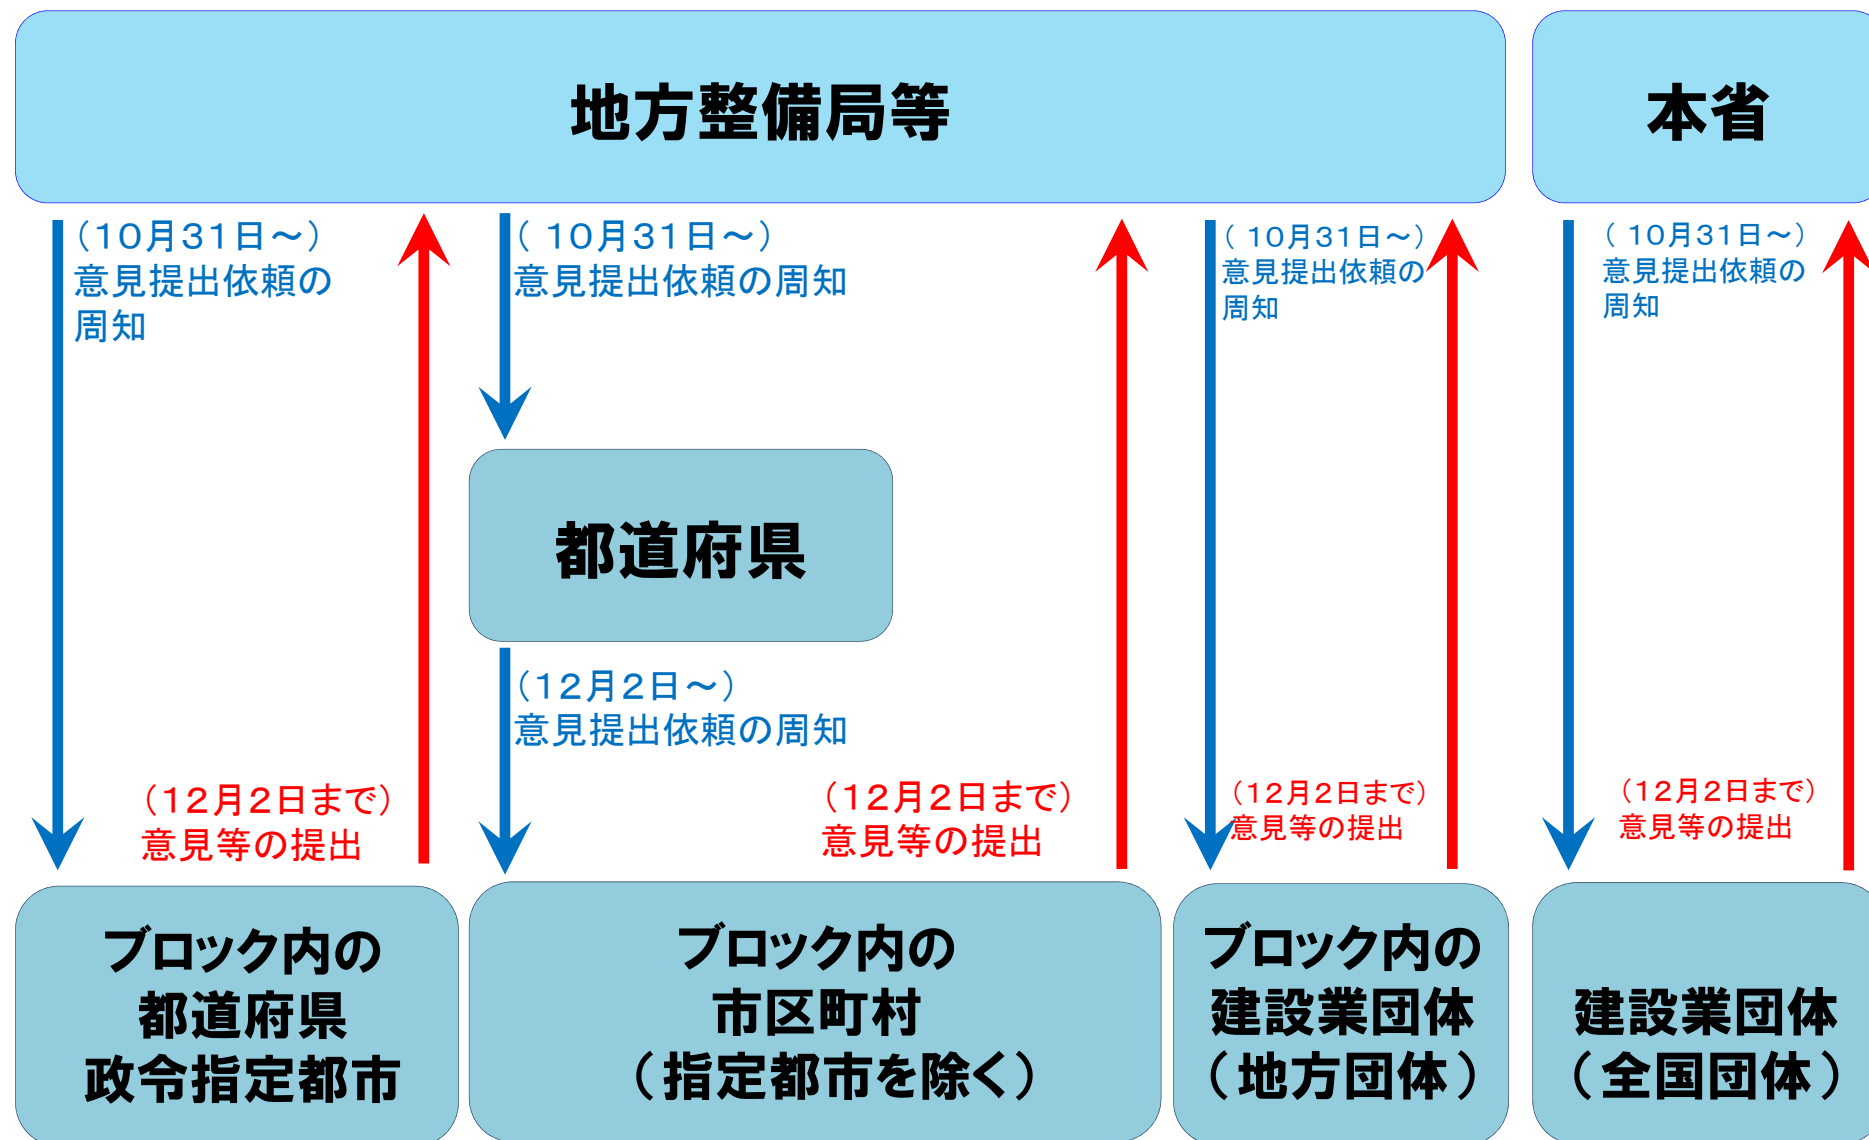 地方整備局等
本省
（１０月３１日～）
意見提出依頼の
周知
（ １０月３１日～）
意見提出依頼の周知
（ １０月３１日～）
意見提出依頼の
周知
（ １０月３１日～）
意見提出依頼の
周知
都道府県
（１２月２日～）
意見提出依頼の周知
（１２月２日まで）
意見等の提出
（１２月２日まで）
意見等の提出
（１２月２日まで）
意見等の提出
（１２月２日まで）
意見等の提出
ブロック内の
都道府県
政令指定都市
ブロック内の
市区町村
（指定都市を除く）
ブロック内の
建設業団体
（地方団体）
建設業団体
（全国団体）